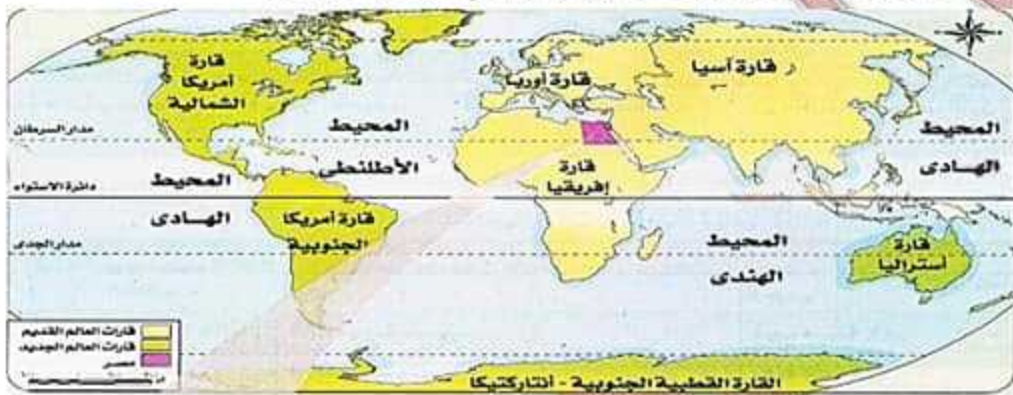 قارة
أمريكا
الشمالية
قارة أوربا
قارة آسيا
مدار السرطان
المحيط
الأطلنطى
المحيط
الهادى
قارة
إفريقيا
دائرة الاستواء
المحيط
الهادى
قارة أمريكا
الجنوبية
مدار الجدى
المحيط
الهندى
قارة
أستراليا
قارات العالم القديم
قارات العالم الجديد
مصر
القارة القطبية الجنوبية - أنتاركتيكا